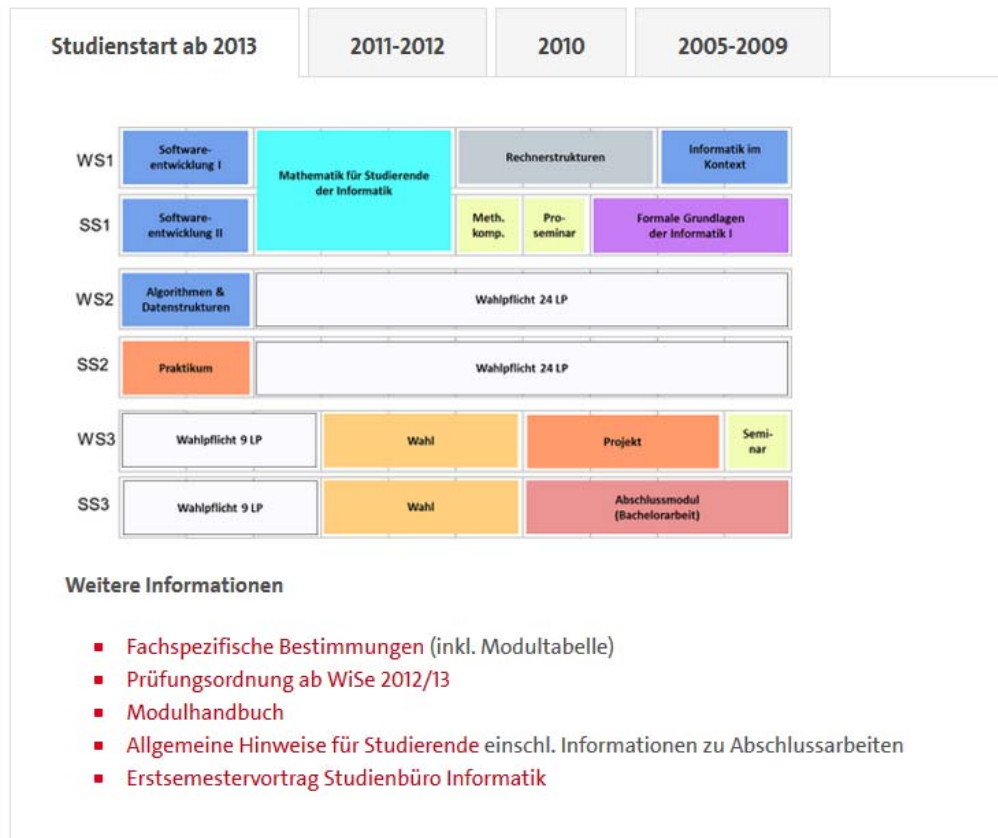 Studienstart ab 2013
2011-2012
2010
2005-2009
WS1
Software-
entwicklung I
Mathematik für Studierende
der Informatik
Rechnerstrukturen
Informatik im
Kontext
SS1
Software-
entwicklung II
Meth.
komp.
Pro-
seminar
Formale Grundlagen
der Informatik I
WS2
Algorithmen &
Datenstrukturen
Wahlpflicht 24 LP
SS2
Praktikum
Wahlpflicht 24 LP
WS3
Wahlpflicht 9 LP
Wahl
Projekt
Semi-
nar
SS3
Wahlpflicht 9 LP
Wahl
Abschlussmodul
(Bachelorarbeit)
Weitere Informationen
Fachspezifische Bestimmungen (inkl. Modultabelle)
Prüfungsordnung ab WiSe 2012/13
Modulhandbuch
Allgemeine Hinweise für Studierende einschl. Informationen zu Abschlussarbeiten
Erstsemestervortrag Studienbüro Informatik